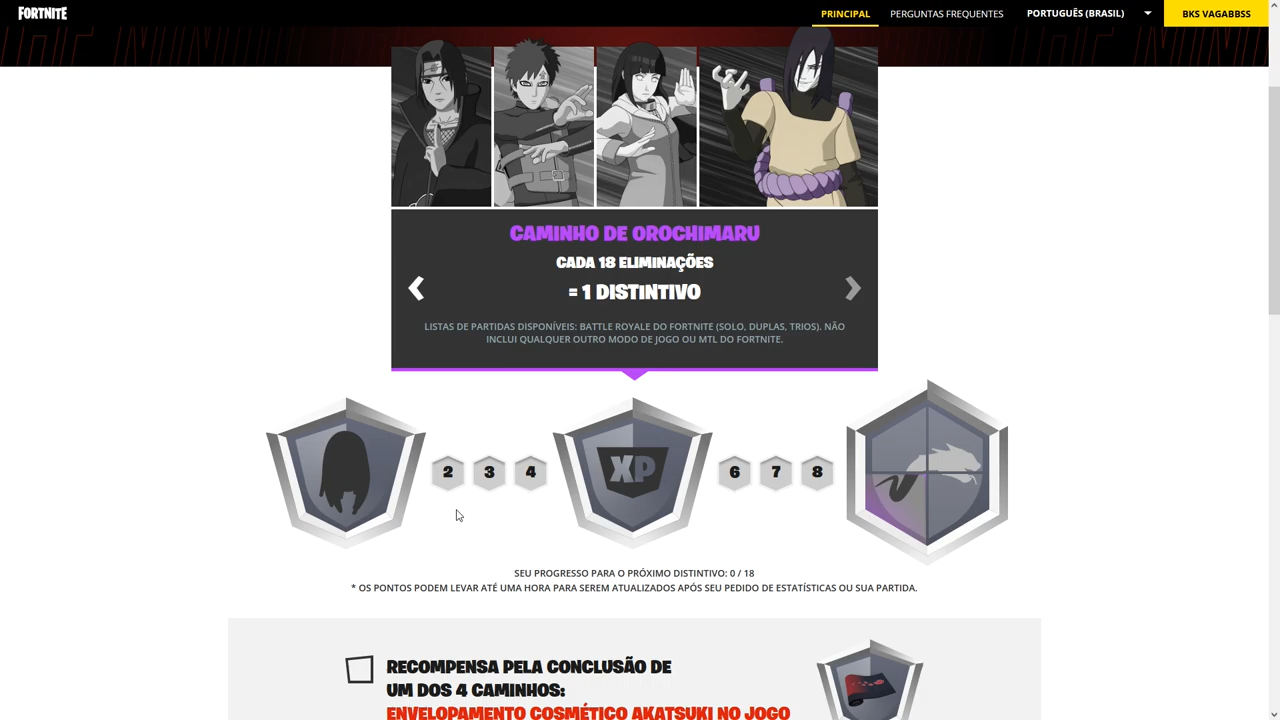 FORTNITE
PRINCIPAL
PERGUNTAS FREQUENTES
PORTUGUÊS (BRASIL)
BKS VAGABBSS
CAMINHO DE OROCHIMARU
CADA 18 ELIMINAÇÕES
= 1 DISTINTIVO
LISTAS DE PARTIDAS DISPONÍVEIS: BATTLE ROYALE DO FORTNITE (SOLO, DUPLAS, TRIOS). NÃO
INCLUI QUALQUER OUTRO MODO DE JOGO OU MTL DO FORTNITE.
2 3 4 XP 6 7 8
SEU PROGRESSO PARA O PRÓXIMO DISTINTIVO: 0 / 18
* OS PONTOS PODEM LEVAR ATÉ UMA HORA PARA SEREM ATUALIZADOS APÓS SEU PEDIDO DE ESTATÍSTICAS OU SUA PARTIDA.
RECOMPENSA PELA CONCLUSÃO DE
UM DOS 4 CAMINHOS:
ENVELOPAMENTO COSMÉTICO AKATSUKI NO JOGO